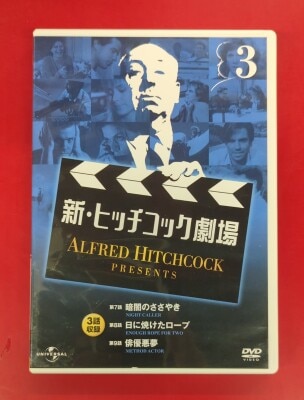 3
新・ヒッチコック劇場
ALFRED HITCHCOCK
PRESENTS
3話収録
第7話 暗闇のささやき
NIGHT CALLER
第8話 日に焼けたロープ
ENOUGH ROPE FOR TWO
第9話 俳優悪夢
METHOD ACTOR
UNIVERSAL
DVD
VIDEO